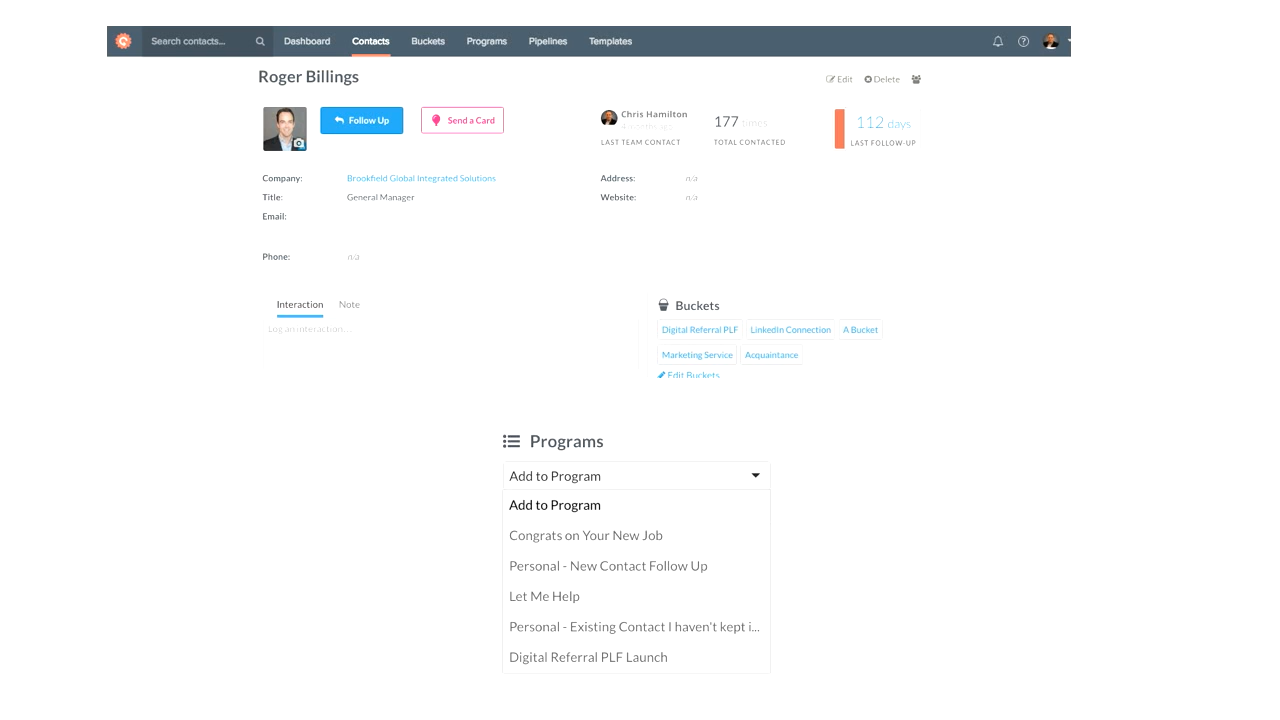 Search contacts...
Dashboard
Contacts
Buckets
Programs
Pipelines
Templates
Roger Billings
Edit
Delete
Follow Up
Send a Card
Chris Hamilton
4 months ago
LAST TEAM CONTACT
177 times
TOTAL CONTACTED
112 days
LAST FOLLOW-UP
Company: Brookfield Global Integrated Solutions
Title: General Manager
Email:
Phone: n/a
Address: n/a
Website: n/a
Interaction
Note
Log an interaction...
Buckets
Digital Referral PLF
LinkedIn Connection
A Bucket
Marketing Service
Acquaintance
Edit Buckets
Programs
Add to Program
Add to Program
Congrats on Your New Job
Personal - New Contact Follow Up
Let Me Help
Personal - Existing Contact I haven't kept i...
Digital Referral PLF Launch